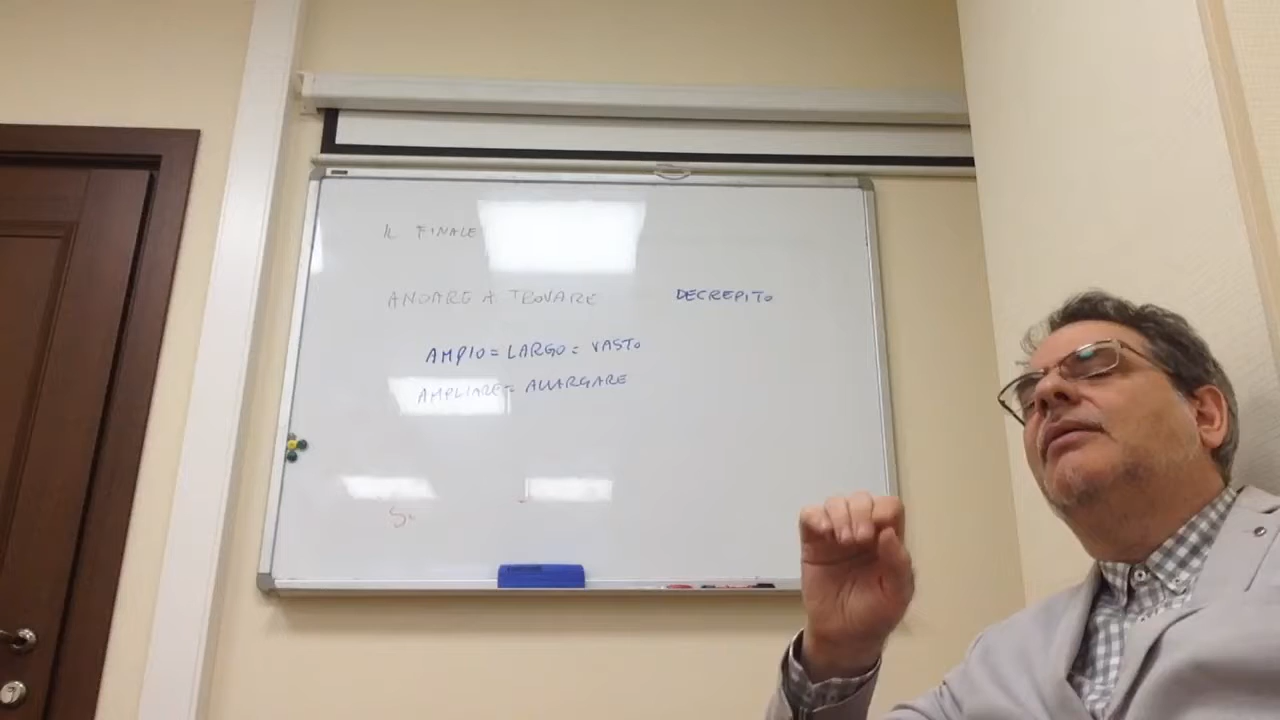 IL FINALE
ANDARE A TROVARE
DECREPITO
AMPIO = LARGO = VASTO
AMPLIARE = ALLARGARE